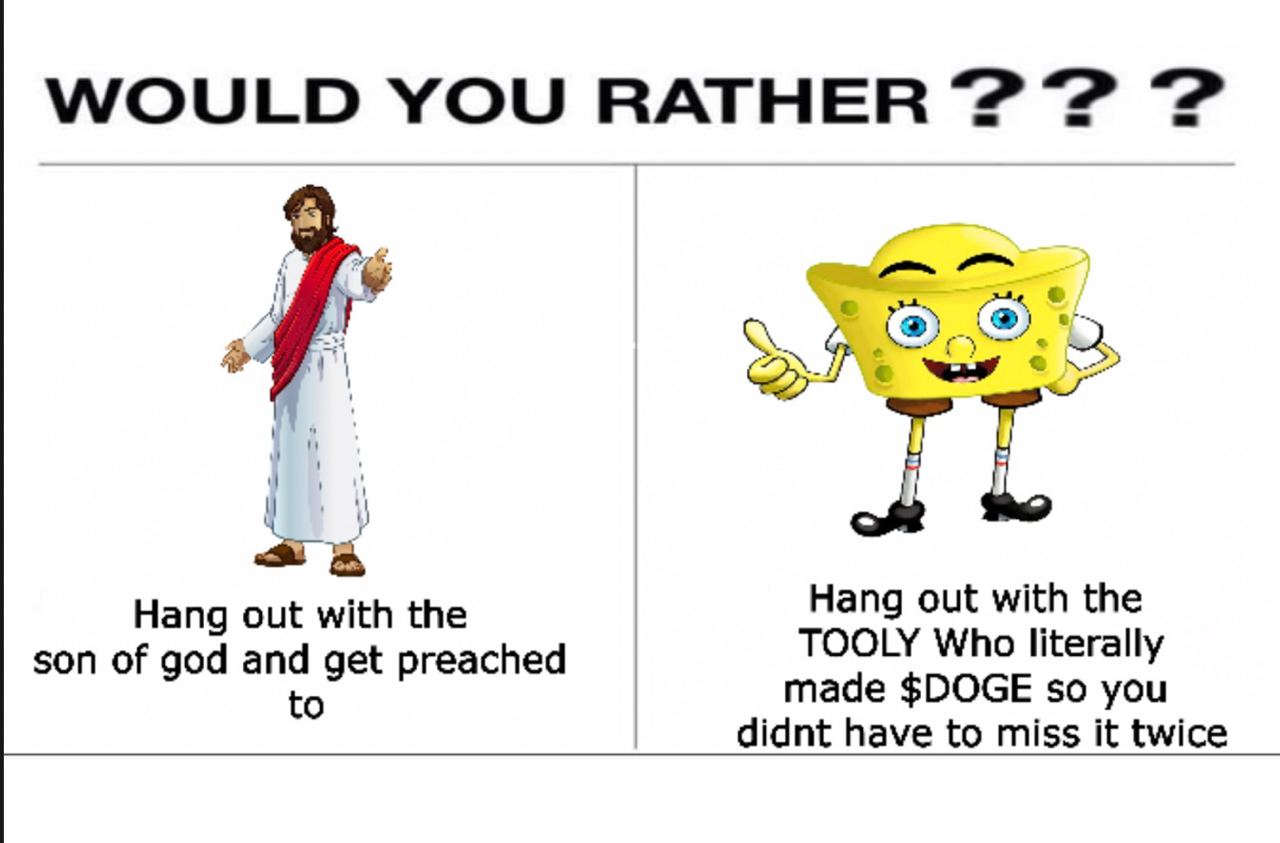 WOULD YOU RATHER ? ? ?
Hang out with the
son of god and get preached
to
Hang out with the
TOOLY Who literally
made $DOGE so you
didnt have to miss it twice